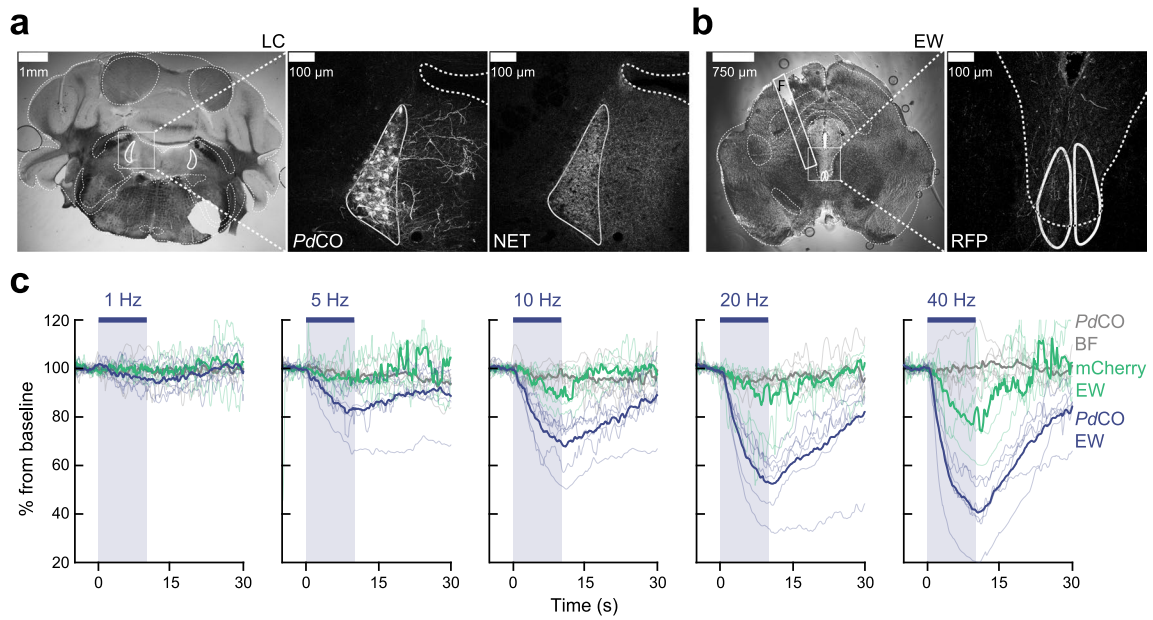 a
LC
1mm
100 µm
PdCO
100 µm
NET
b
EW
750 µm
F
100 µm
RFP
c
1 Hz
5 Hz
10 Hz
20 Hz
40 Hz
% from baseline
120
100
80
60
40
20
PdCO
BF
mCherry
EW
PdCO
EW
0
15
30
0
15
30
0
15
30
0
15
30
0
15
30
Time (s)